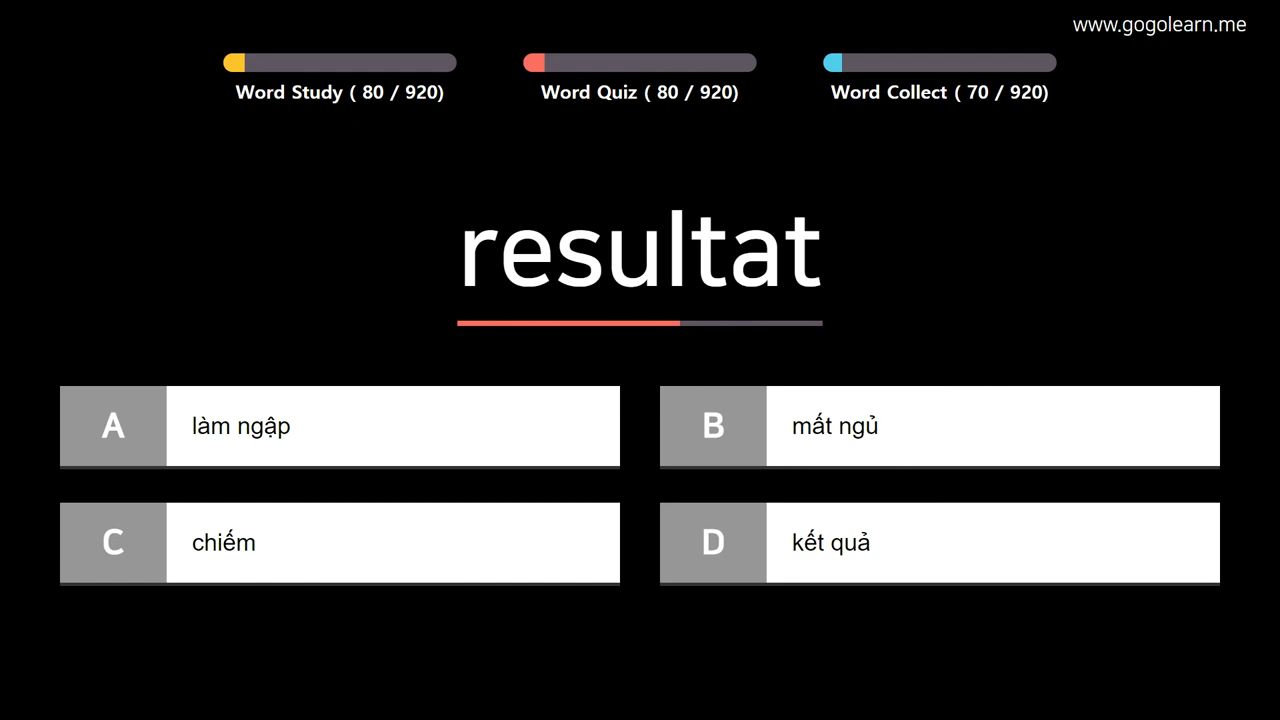 www.gogolearn.me
Word Study ( 80 / 920)
Word Quiz ( 80 / 920)
Word Collect ( 70 / 920)
resultat
A làm ngập
B mất ngủ
C chiếm
D kết quả